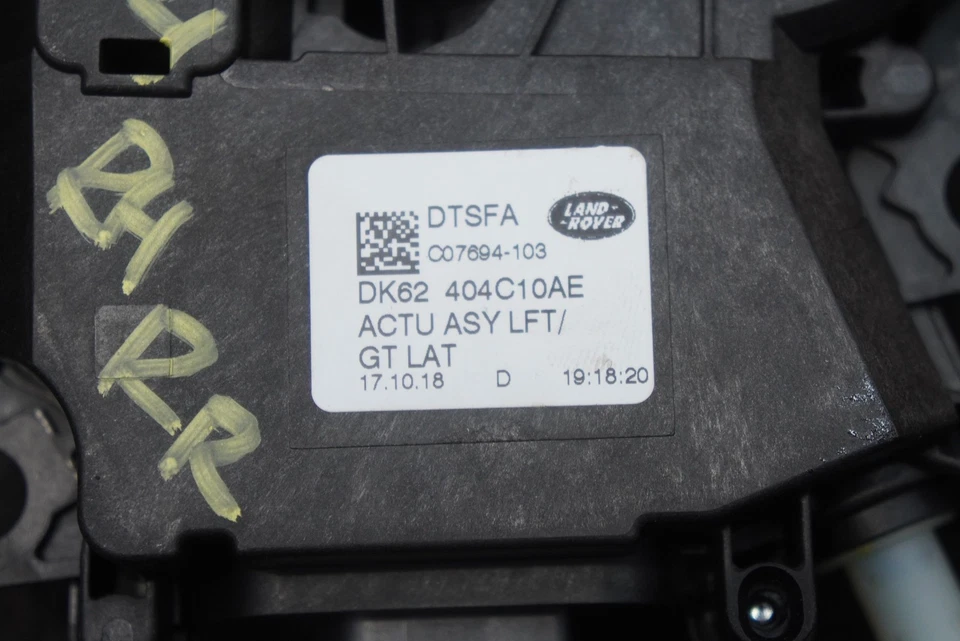 Y
RH
RR
DTSFA
LAND-
-ROVER
C07694-103
DK62 404C10AE
ACTU ASY LFT/
GT LAT
17.10.18 D 19:18:20